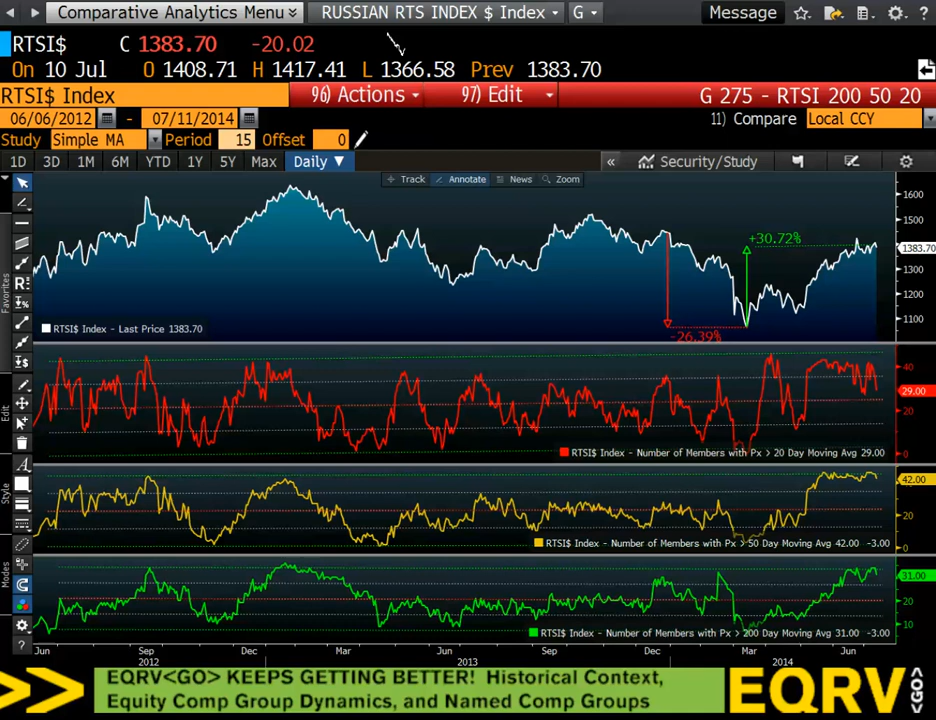 Comparative Analytics Menu RUSSIAN RTS INDEX $ Index G Message
RTSI$ C 1383.70 -20.02
On 10 Jul O 1408.71 H 1417.41 L 1366.58 Prev 1383.70
RTSI$ Index 96) Actions 97) Edit G 275 - RTSI 200 50 20
06/06/2012 - 07/11/2014 11) Compare Local CCY
Study Simple MA Period 15 Offset 0
1D 3D 1M 6M YTD 1Y 5Y Max Daily ▼ « Security/Study
Track Annotate News Zoom
1600
1500
+30.72%
1383.70
1300
1200
1100
RTSI$ Index - Last Price 1383.70
-26.39%
Favorites
Edit
Style
Modes
40
29.00
20
0
RTSI$ Index - Number of Members with Px > 20 Day Moving Avg 29.00
42.00
20
0
RTSI$ Index - Number of Members with Px > 50 Day Moving Avg 42.00 -3.00
31.00
20
10
RTSI$ Index - Number of Members with Px > 200 Day Moving Avg 31.00 -3.00
Jun Sep Dec Mar Jun Sep Dec Mar Jun
2012 2013 2014
EQRV<GO> KEEPS GETTING BETTER! Historical Context,
Equity Comp Group Dynamics, and Named Comp Groups
EQRV <GO>